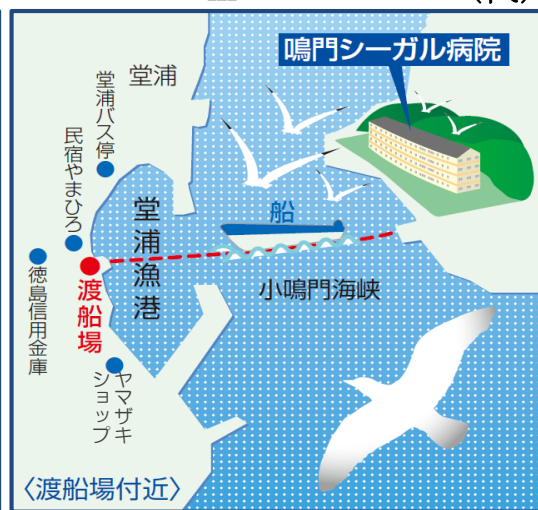 鳴門シーガル病院
堂浦
堂浦バス停
民宿やまひろ
徳島信用金庫
渡船場
堂浦漁港
船
小鳴門海峡
ヤマザキ
ショップ
〈渡船場付近〉